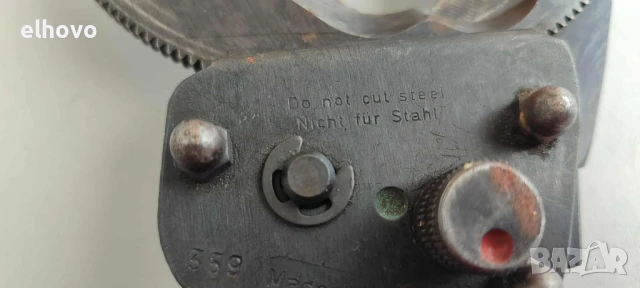 elhovo
Do not cut steel
Nicht für Stahl
359
BAZAR